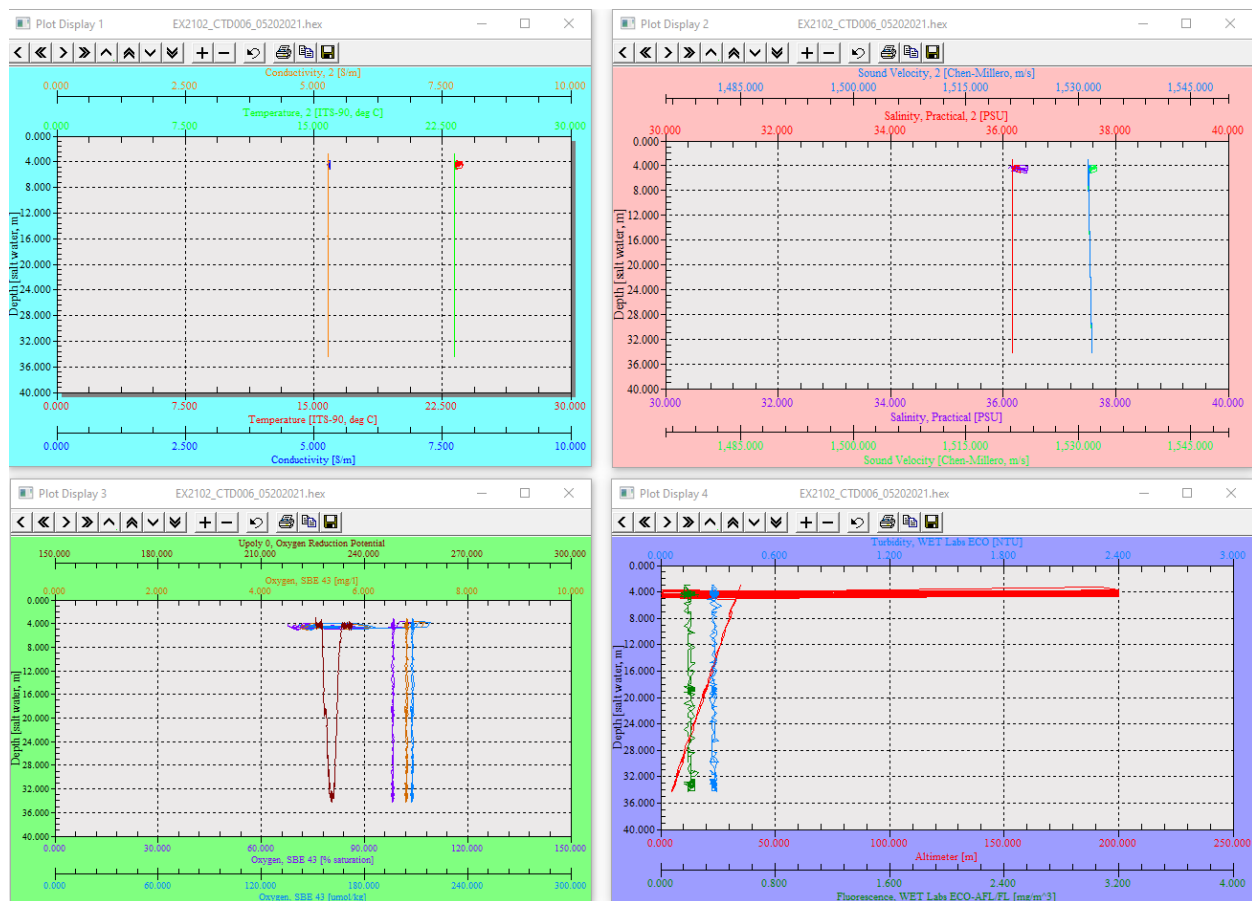 Plot Display 1 EX2102_CTD006_05202021.hex
Conductivity, 2 [S/m]
0.000 2.500 5.000 7.500 10.000
Temperature, 2 [ITS-90, deg C]
0.000 7.500 15.000 22.500 30.000
0.000
4.000
8.000
12.000
16.000
20.000
24.000
28.000
32.000
36.000
40.000
Depth [salt water, m]
0.000 7.500 15.000 22.500 30.000
Temperature [ITS-90, deg C]
0.000 2.500 5.000 7.500 10.000
Conductivity [S/m]
Plot Display 2 EX2102_CTD006_05202021.hex
Sound Velocity, 2 [Chen-Millero, m/s]
1,485.000 1,500.000 1,515.000 1,530.000 1,545.000
Salinity, Practical, 2 [PSU]
30.000 32.000 34.000 36.000 38.000 40.000
0.000
4.000
8.000
12.000
16.000
20.000
24.000
28.000
32.000
36.000
40.000
Depth [salt water, m]
30.000 32.000 34.000 36.000 38.000 40.000
Salinity, Practical [PSU]
1,485.000 1,500.000 1,515.000 1,530.000 1,545.000
Sound Velocity [Chen-Millero, m/s]
Plot Display 3 EX2102_CTD006_05202021.hex
Upoly 0, Oxygen Reduction Potential
150.000 180.000 210.000 240.000 270.000 300.000
Oxygen, SBE 43 [mg/l]
0.000 2.000 4.000 6.000 8.000 10.000
0.000
4.000
8.000
12.000
16.000
20.000
24.000
28.000
32.000
36.000
40.000
Depth [salt water, m]
0.000 30.000 60.000 90.000 120.000 150.000
Oxygen, SBE 43 [% saturation]
0.000 60.000 120.000 180.000 240.000 300.000
Oxygen, SBE 43 [umol/kg]
Plot Display 4 EX2102_CTD006_05202021.hex
Turbidity, WET Labs ECO [NTU]
0.000 0.600 1.200 1.800 2.400 3.000
0.000
4.000
8.000
12.000
16.000
20.000
24.000
28.000
32.000
36.000
40.000
Depth [salt water, m]
0.000 50.000 100.000 150.000 200.000 250.000
Altimeter [m]
0.000 0.800 1.600 2.400 3.200 4.000
Fluorescence, WET Labs ECO-AFL/FL [mg/m^3]